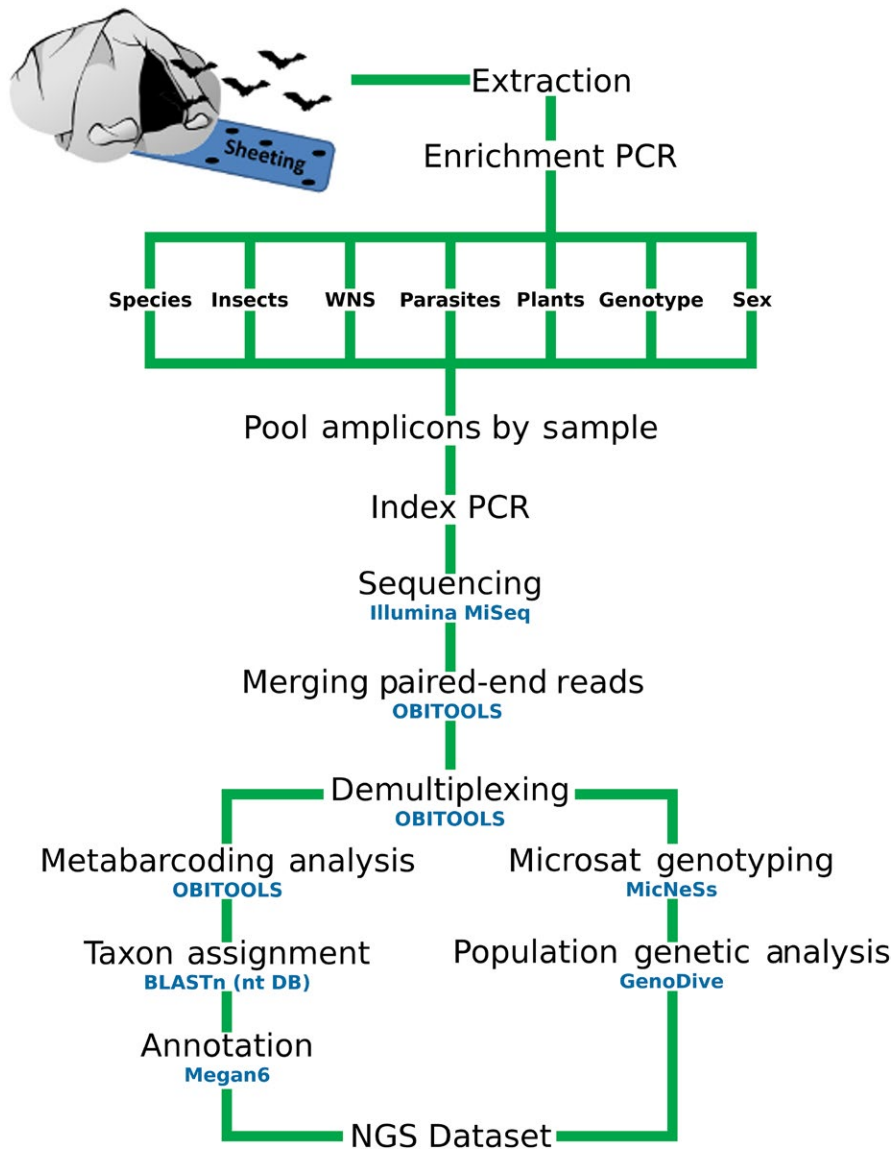 Sheeting
Extraction
Enrichment PCR
Species Insects WNS Parasites Plants Genotype Sex
Pool amplicons by sample
Index PCR
Sequencing
Illumina MiSeq
Merging paired-end reads
OBITOOLS
Demultiplexing
OBITOOLS
Metabarcoding analysis
OBITOOLS
Taxon assignment
BLASTn (nt DB)
Annotation
Megan6
Microsat genotyping
MicNeSs
Population genetic analysis
GenoDive
NGS Dataset